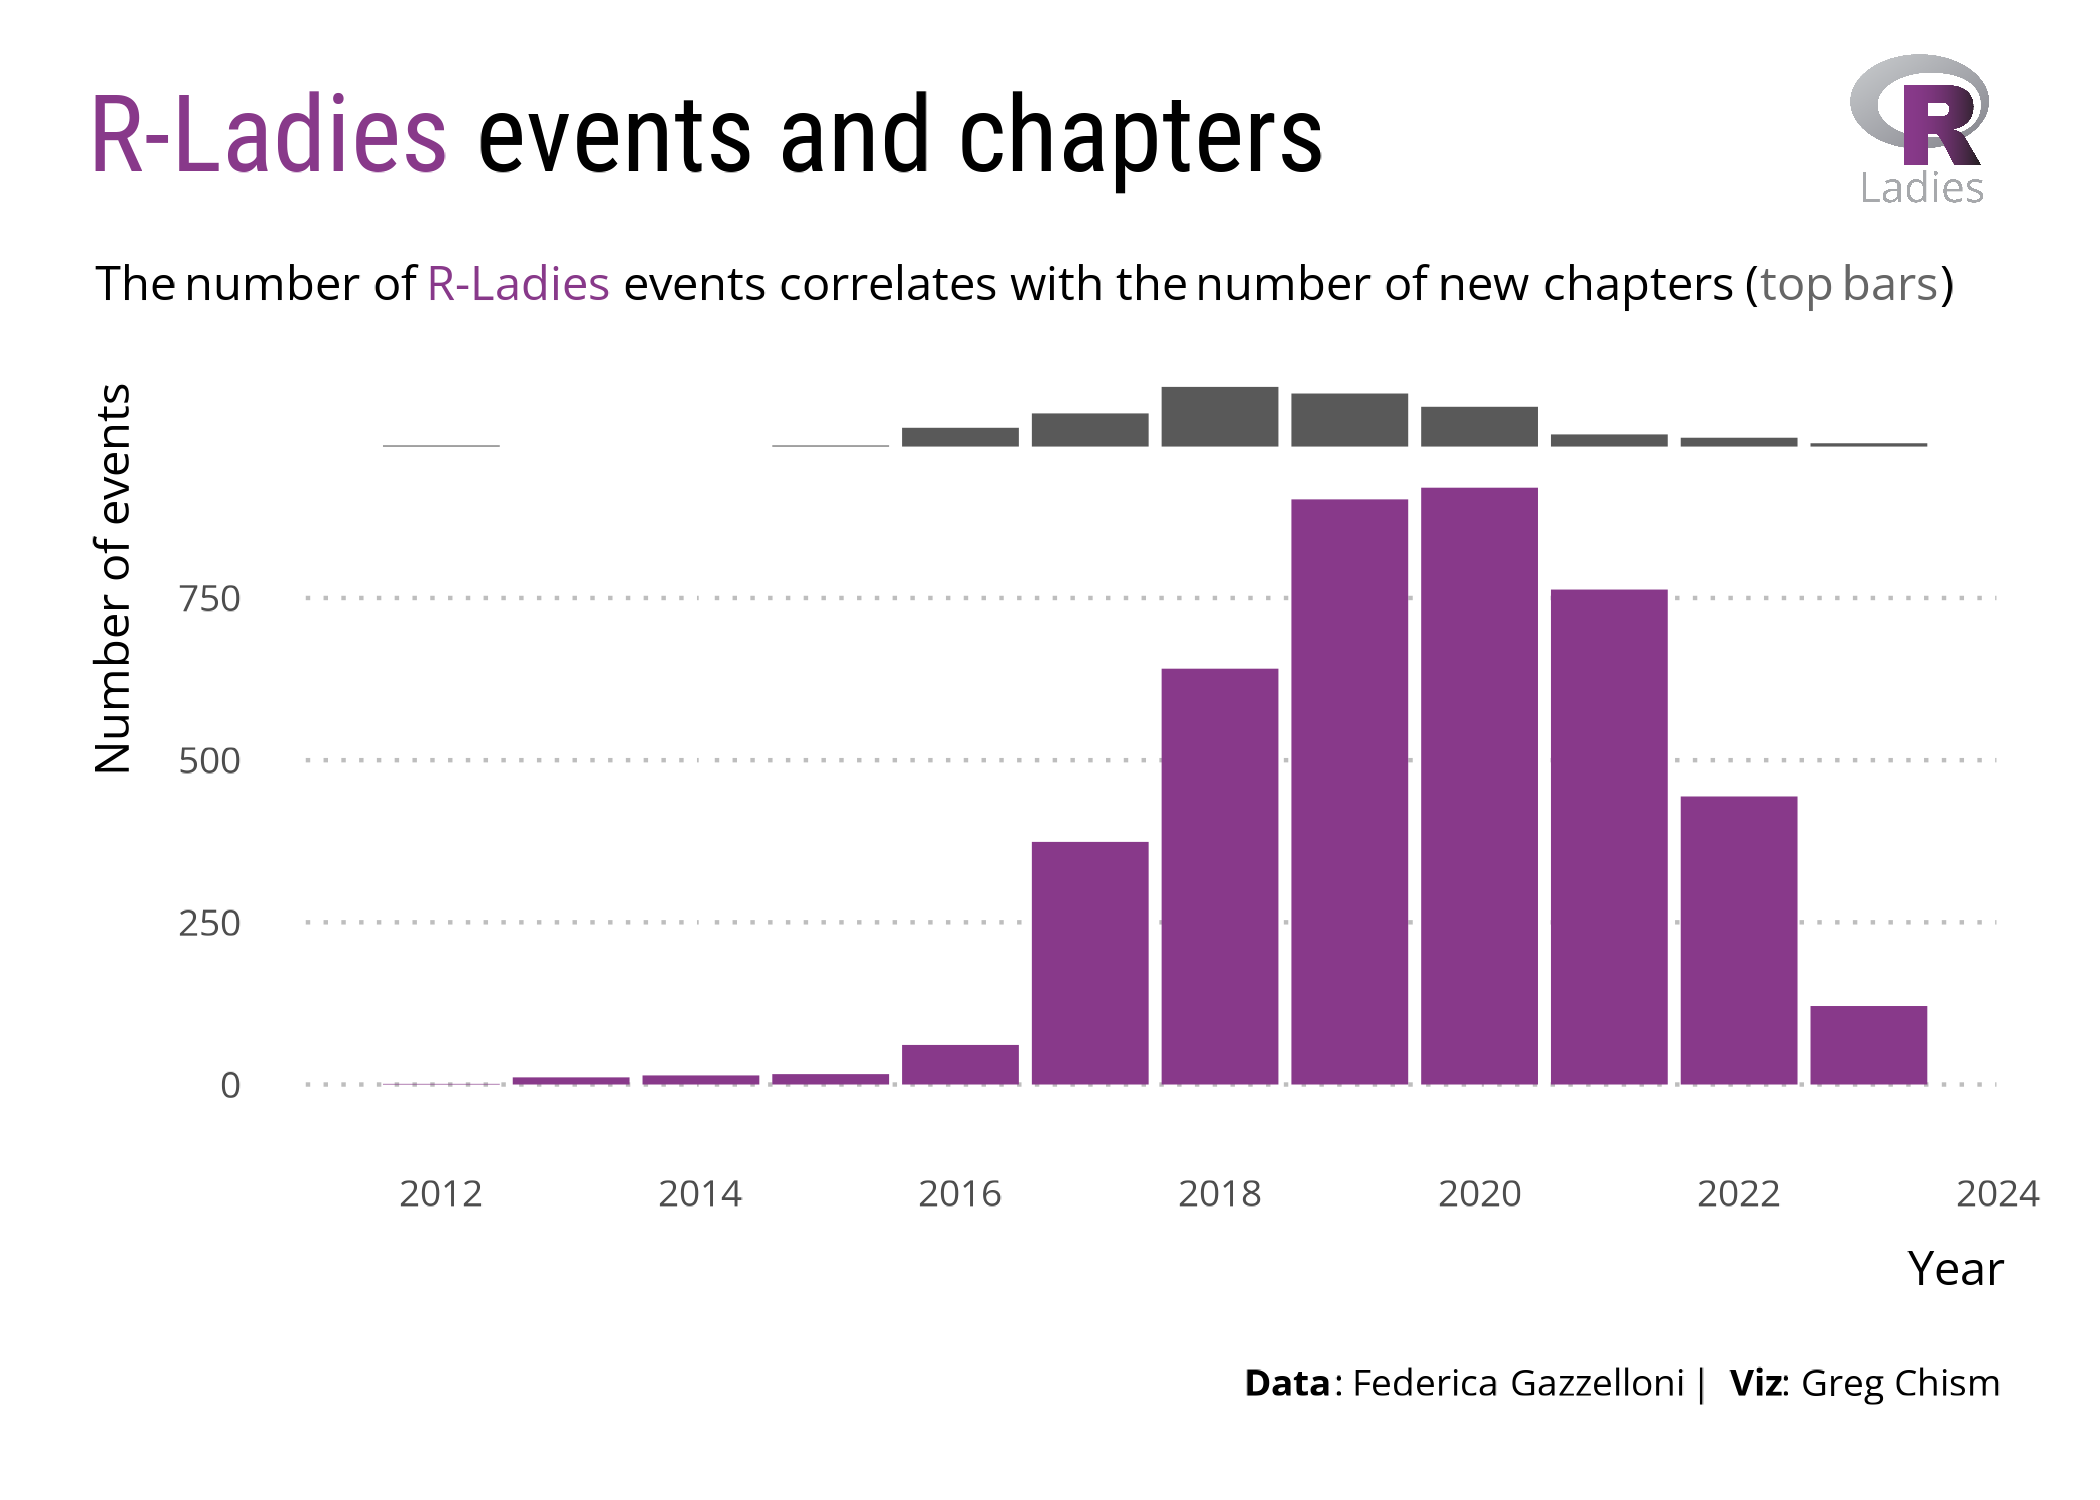 R-Ladies events and chapters
R
Ladies
The number of R-Ladies events correlates with the number of new chapters (top bars)
Number of events
750
500
250
0
2012 2014 2016 2018 2020 2022 2024
Year
Data: Federica Gazzelloni | Viz: Greg Chism